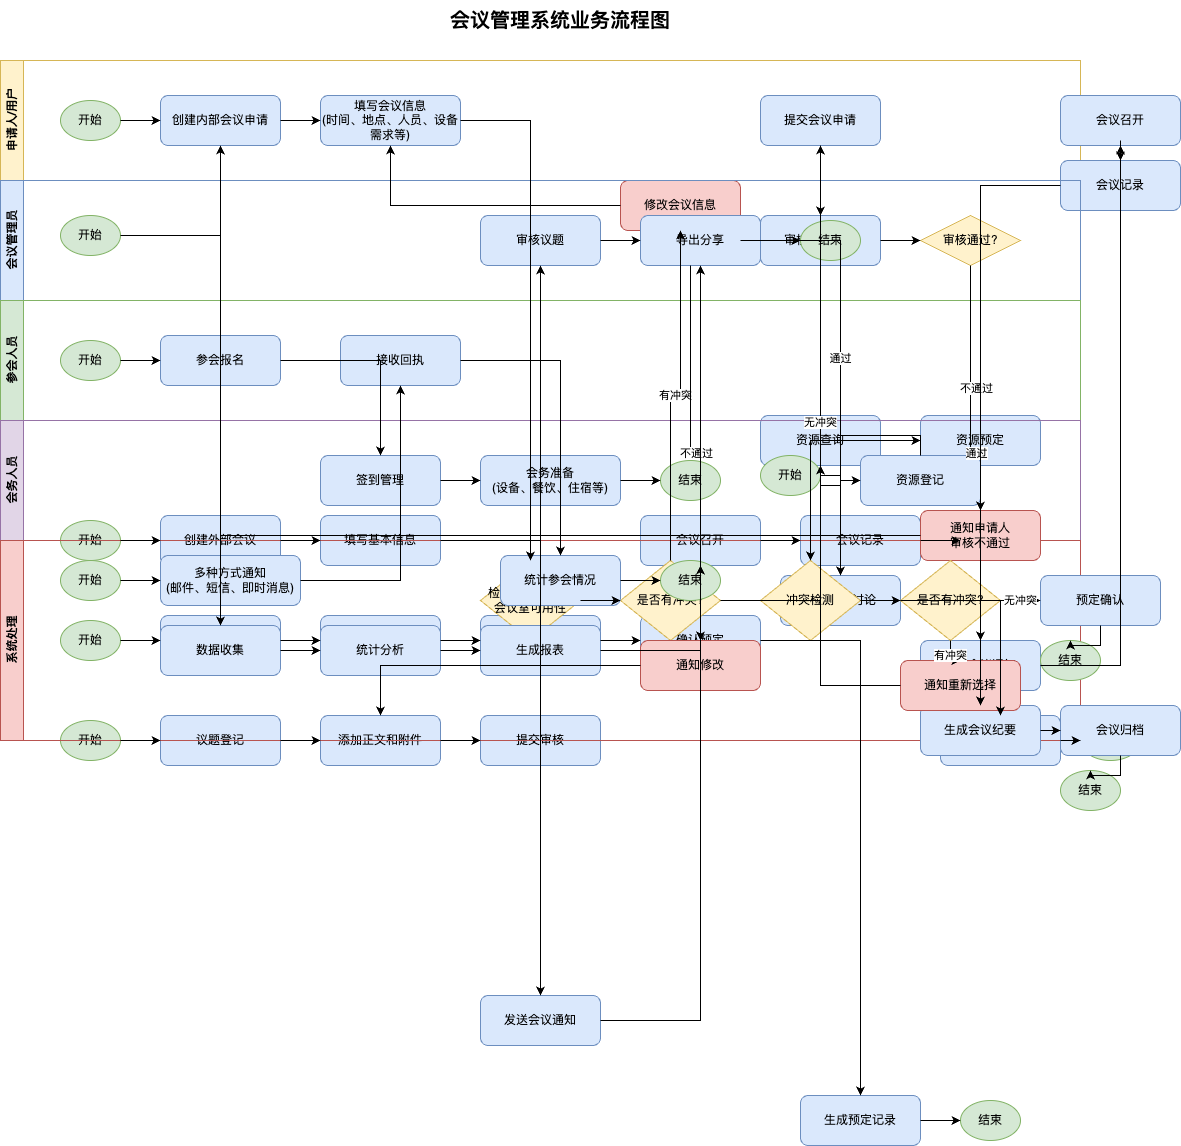 会议管理系统业务流程图
申请人/用户
开始
创建内部会议申请
填写会议信息
(时间、地点、人员、设备
需求等)
提交会议申请
会议召开
会议记录
会议管理员
开始
修改会议信息
审核议题
导出分享
结束
审核通过?
参会人员
开始
参会报名
接收回执
通过
有冲突
不通过
会务人员
无冲突
资源查询
资源预定
不通过
通过
签到管理
会务准备
(设备、餐饮、住宿等)
结束
开始
资源登记
系统处理
开始
创建外部会议
填写基本信息
会议召开
会议记录
通知申请人
审核不通过
开始
多种方式通知
(邮件、短信、即时消息)
统计参会情况
会议室可用性
结束
是否有冲突?
冲突检测
讨论
是否有冲突?
无冲突
预定确认
开始
数据收集
统计分析
生成报表
确认预定
通知修改
有冲突
通知重新选择
结束
开始
议题登记
添加正文和附件
提交审核
生成会议纪要
会议归档
结束
发送会议通知
生成预定记录
结束